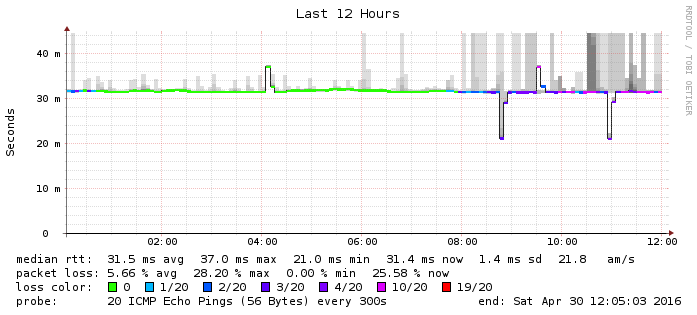 Last 12 Hours
RRDTOOL / TOBI OETIKER
Seconds
40 m
30 m
20 m
10 m
0
02:00 04:00 06:00 08:00 10:00 12:00
median rtt: 31.5 ms avg 37.0 ms max 21.0 ms min 31.4 ms now 1.4 ms sd 21.8 am/s
packet loss: 5.66 % avg 28.20 % max 0.00 % min 25.58 % now
loss color: 0 1/20 2/20 3/20 4/20 10/20 19/20
probe: 20 ICMP Echo Pings (56 Bytes) every 300s end: Sat Apr 30 12:05:03 2016